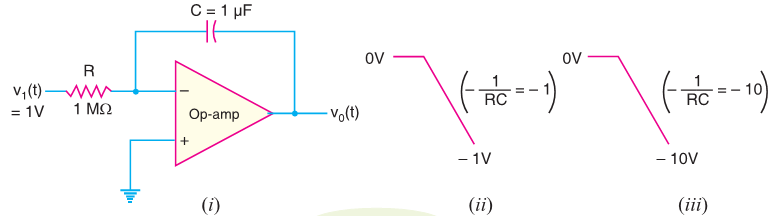 C = 1 µF
R
v₁(t)
= 1V
1 MΩ
−
Op-amp
+
v₀(t)
(i)
0V
(− 1/RC = − 1)
− 1V
(ii)
0V
(− 1/RC = − 10)
− 10V
(iii)